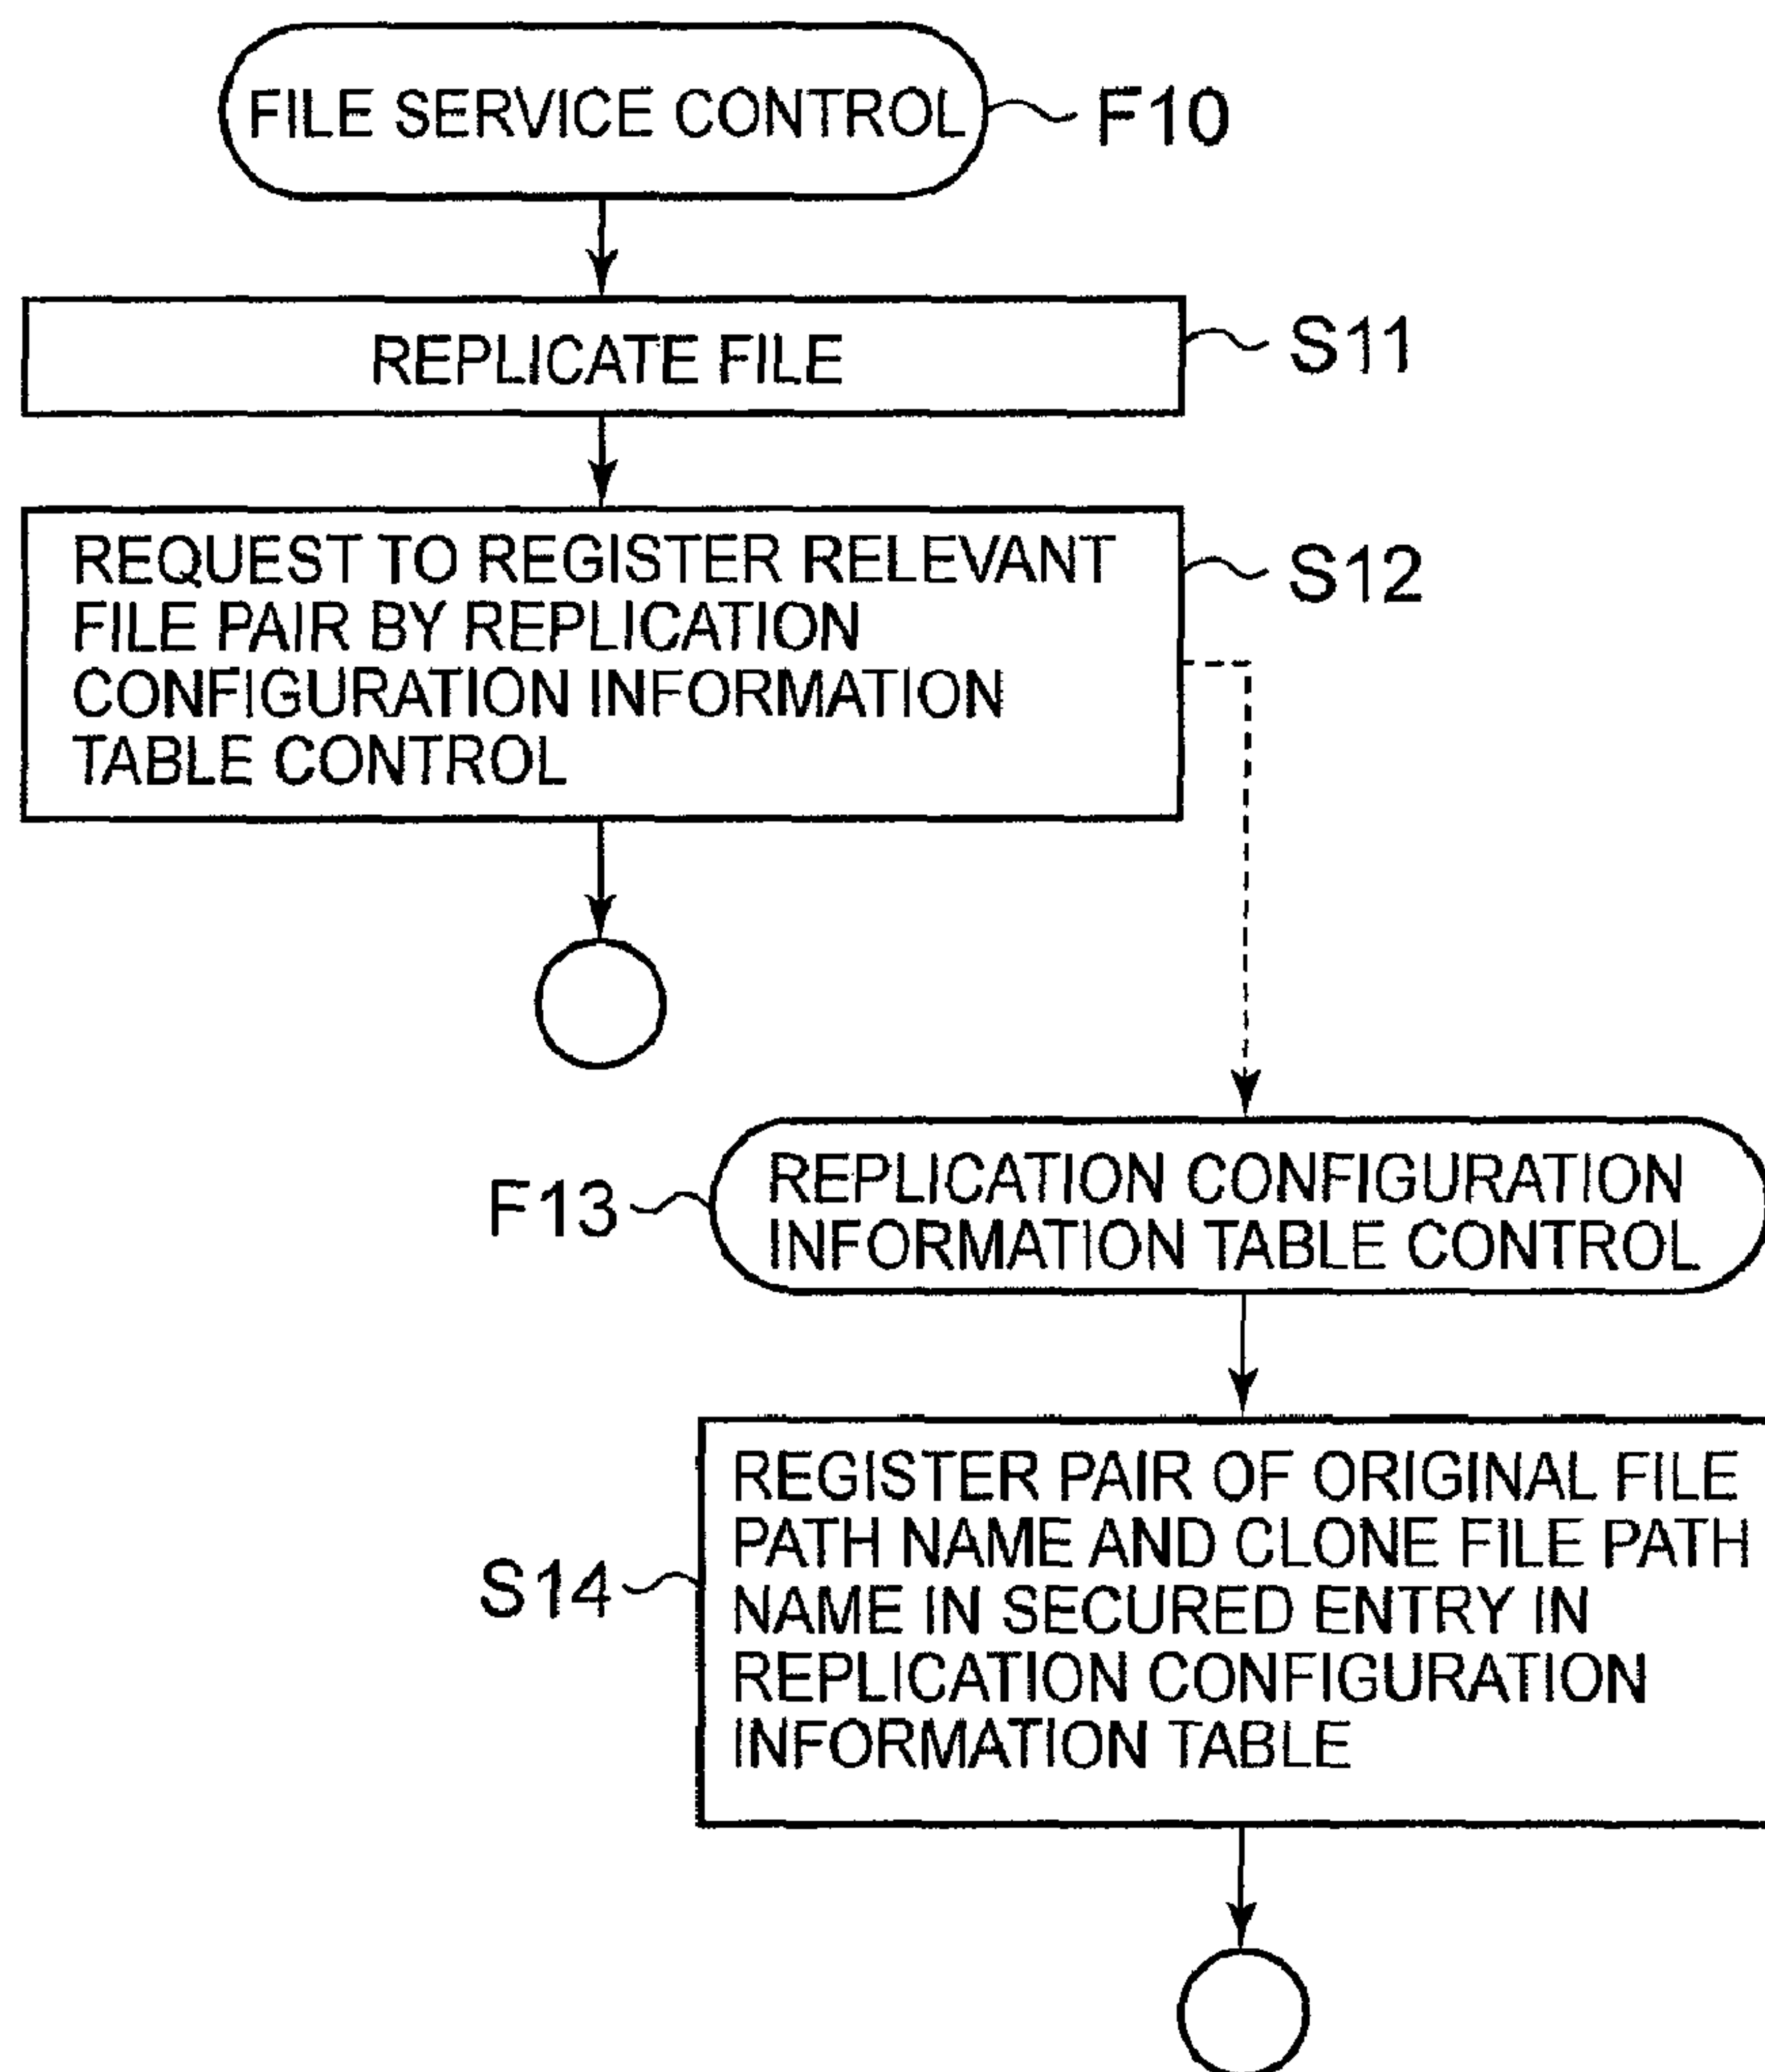 FILE SERVICE CONTROL
F10
REPLICATE FILE
S11
REQUEST TO REGISTER RELEVANT
FILE PAIR BY REPLICATION
CONFIGURATION INFORMATION
TABLE CONTROL
S12
F13
REPLICATION CONFIGURATION
INFORMATION TABLE CONTROL
S14
REGISTER PAIR OF ORIGINAL FILE
PATH NAME AND CLONE FILE PATH
NAME IN SECURED ENTRY IN
REPLICATION CONFIGURATION
INFORMATION TABLE